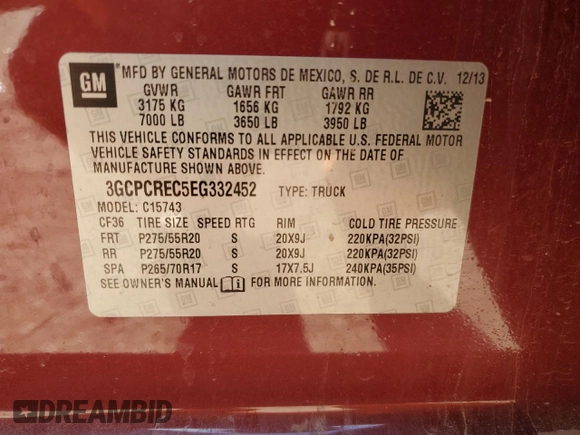 GM
MFD BY GENERAL MOTORS DE MEXICO, S. DE R.L. DE C.V. 12/13
GVWR GAWR FRT GAWR RR
3175 KG 1656 KG 1792 KG
7000 LB 3650 LB 3950 LB
THIS VEHICLE CONFORMS TO ALL APPLICABLE U.S. FEDERAL MOTOR
VEHICLE SAFETY STANDARDS IN EFFECT ON THE DATE OF
MANUFACTURE SHOWN ABOVE.
3GCPCREC5EG332452 TYPE: TRUCK
MODEL: C15743
CF36 TIRE SIZE SPEED RTG RIM COLD TIRE PRESSURE
FRT P275/55R20 S 20X9J 220KPA(32PSI)
RR P275/55R20 S 20X9J 220KPA(32PSI)
SPA P265/70R17 S 17X7.5J 240KPA(35PSI)
SEE OWNER'S MANUAL FOR MORE INFORMATION.
DREAMBID